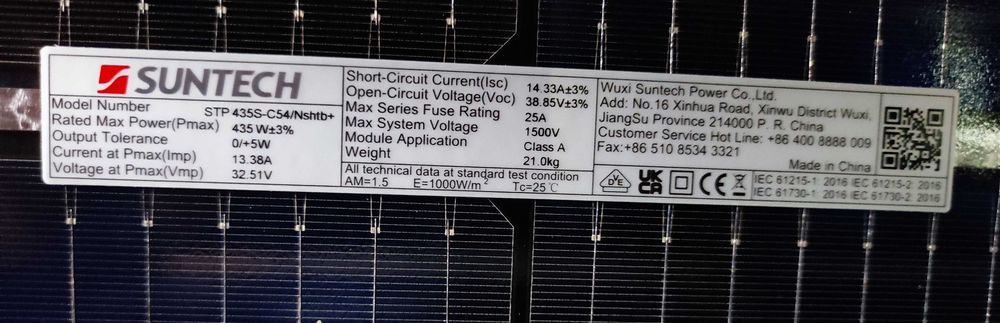 SUNTECH
Model Number STP 435S-C54/Nshtb+
Rated Max Power(Pmax) 435 W±3%
Output Tolerance 0/+5W
Current at Pmax(Imp) 13.38A
Voltage at Pmax(Vmp) 32.51V
Short-Circuit Current(Isc) 14.33A±3%
Open-Circuit Voltage(Voc) 38.85V±3%
Max Series Fuse Rating 25A
Max System Voltage 1500V
Module Application Class A
Weight 21.0kg
All technical data at standard test condition
AM=1.5 E=1000W/m² Tc=25℃
Wuxi Suntech Power Co.,Ltd.
Add: No.16 Xinhua Road, Xinwu District Wuxi,
JiangSu Province 214000 P. R. China
Customer Service Hot Line: +86 400 8888 009
Fax:+86 510 8534 3321
Made in China
DVE UK CA CE
IEC 61215-1: 2016 IEC 61215-2: 2016
IEC 61730-1: 2016 IEC 61730-2: 2016